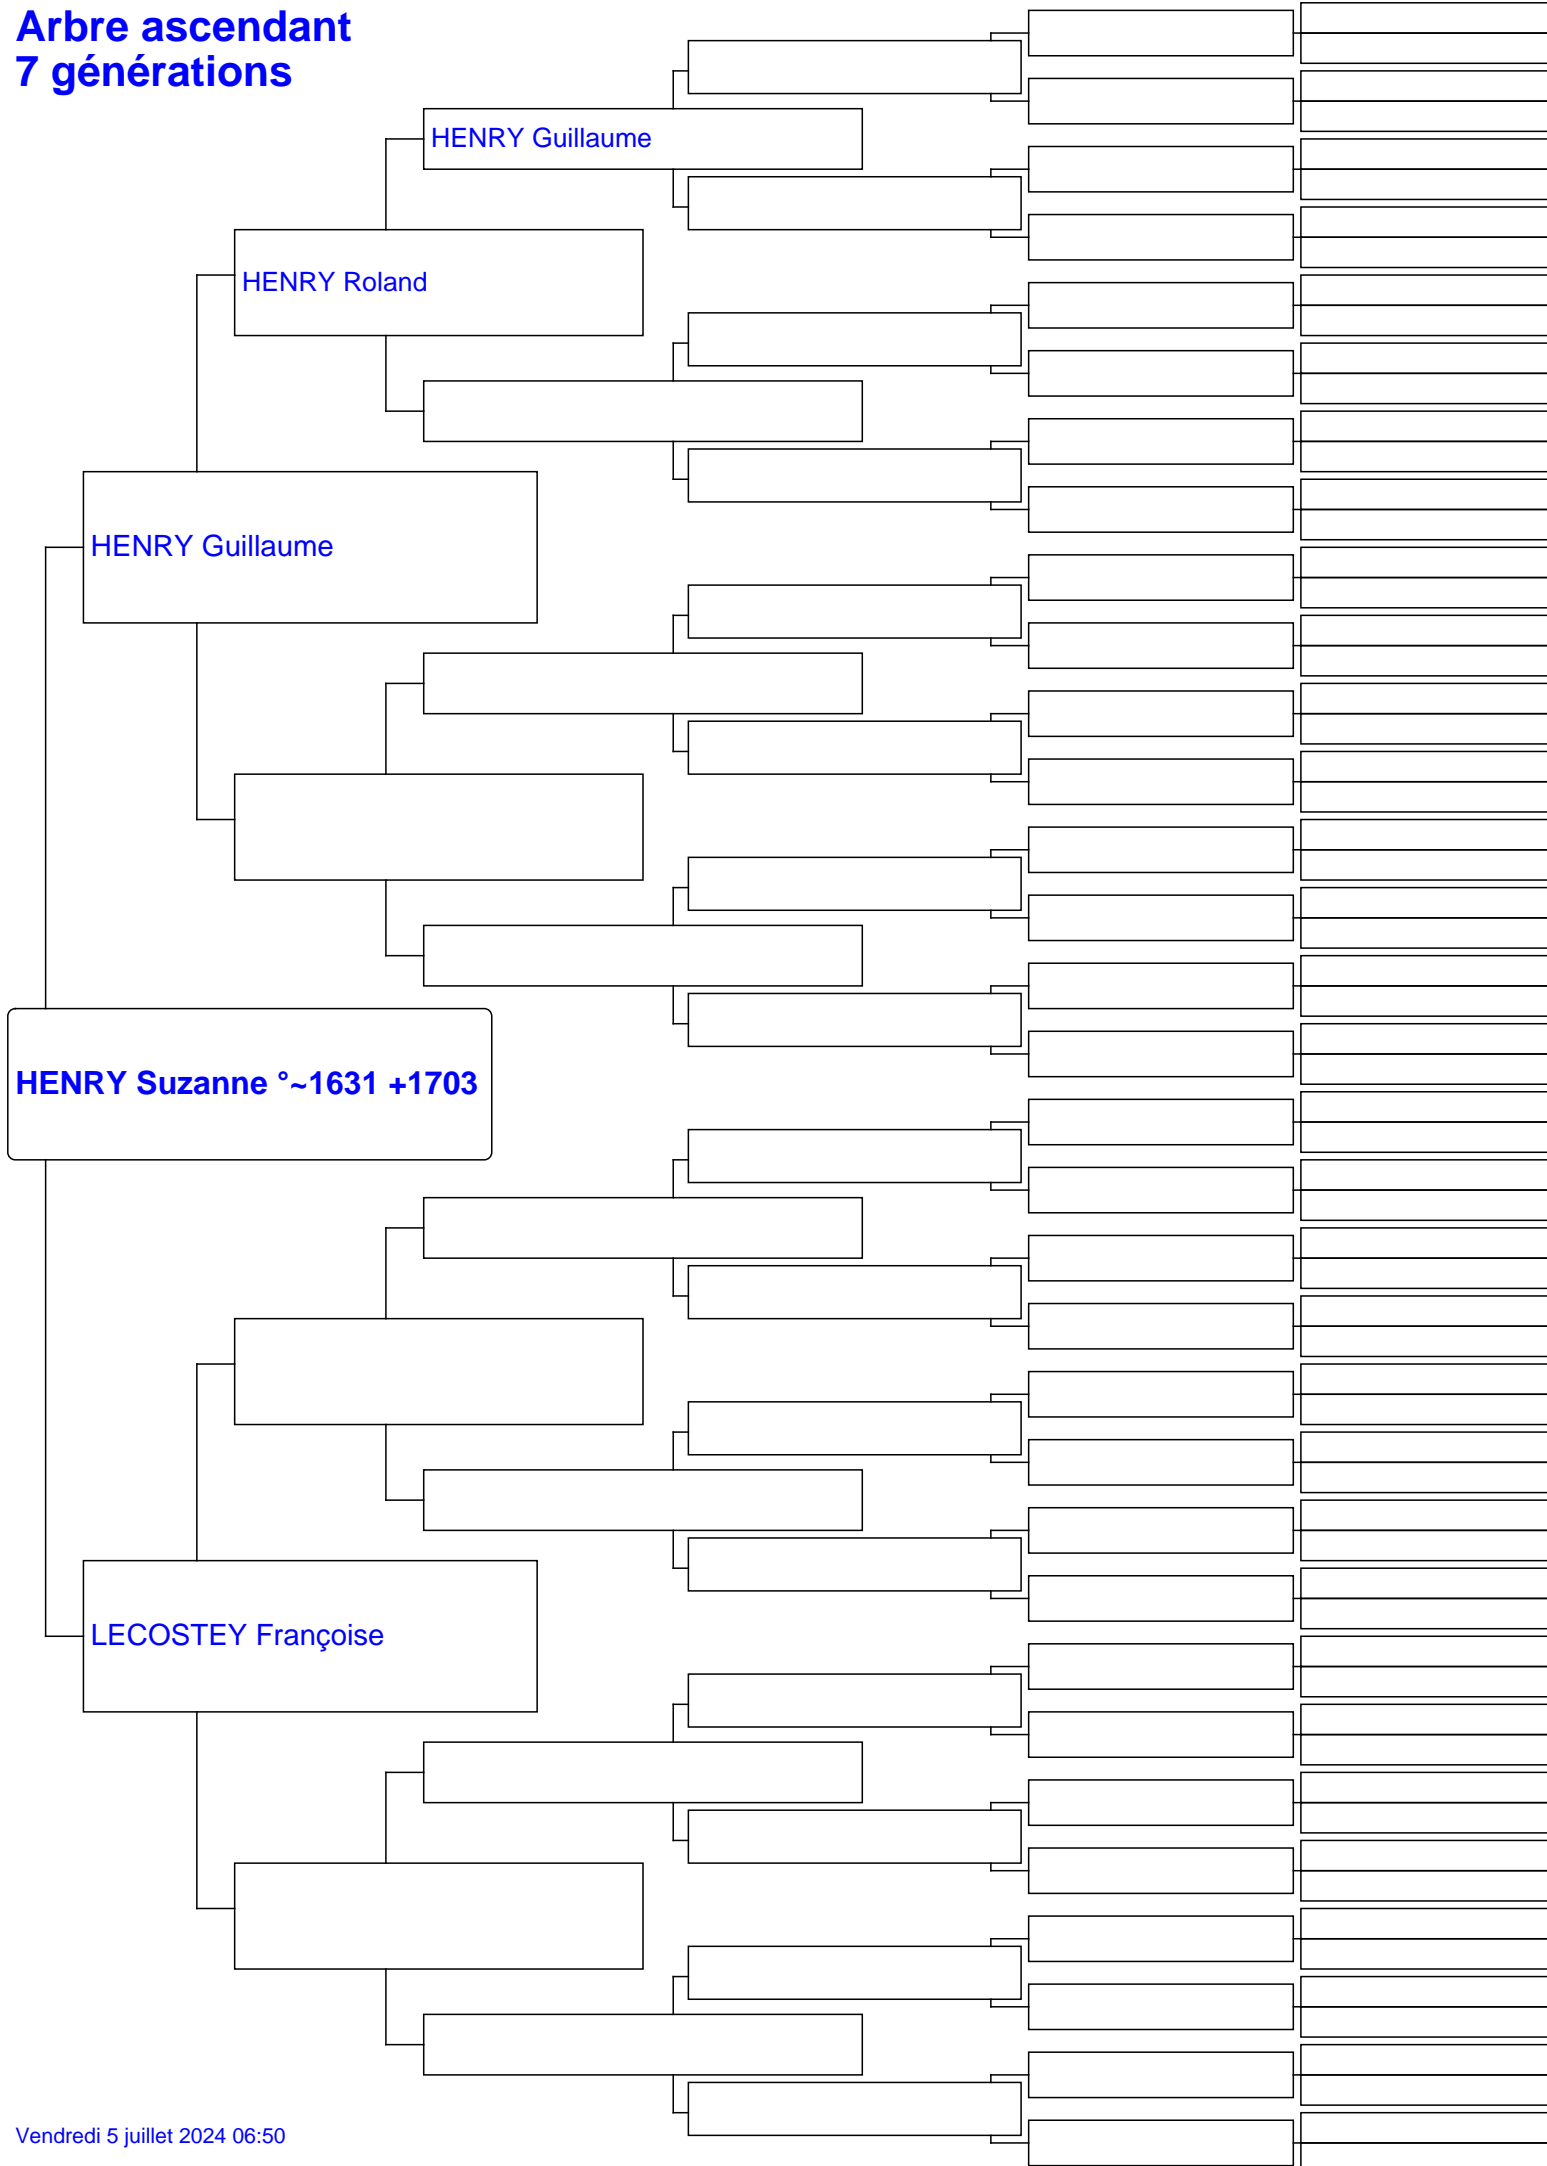 Arbre ascendant
7 générations
HENRY Guillaume
HENRY Roland
HENRY Guillaume
HENRY Suzanne °~1631 +1703
LECOSTEY Françoise
Vendredi 5 juillet 2024 06:50